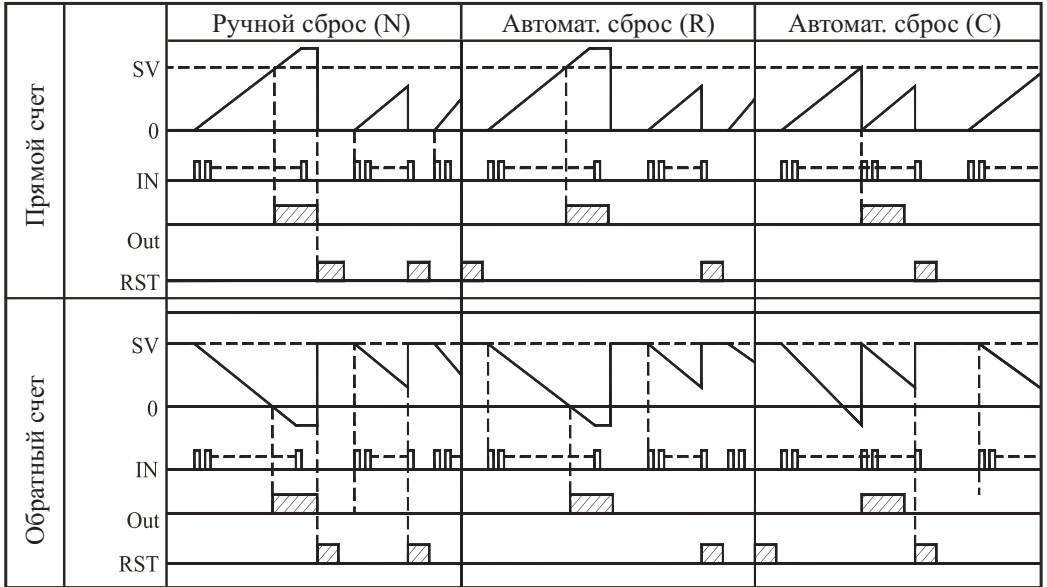 Ручной сброс (N)
Автомат. сброс (R)
Автомат. сброс (C)
Прямой счет
SV
0
IN
Out
RST
Обратный счет
SV
0
IN
Out
RST